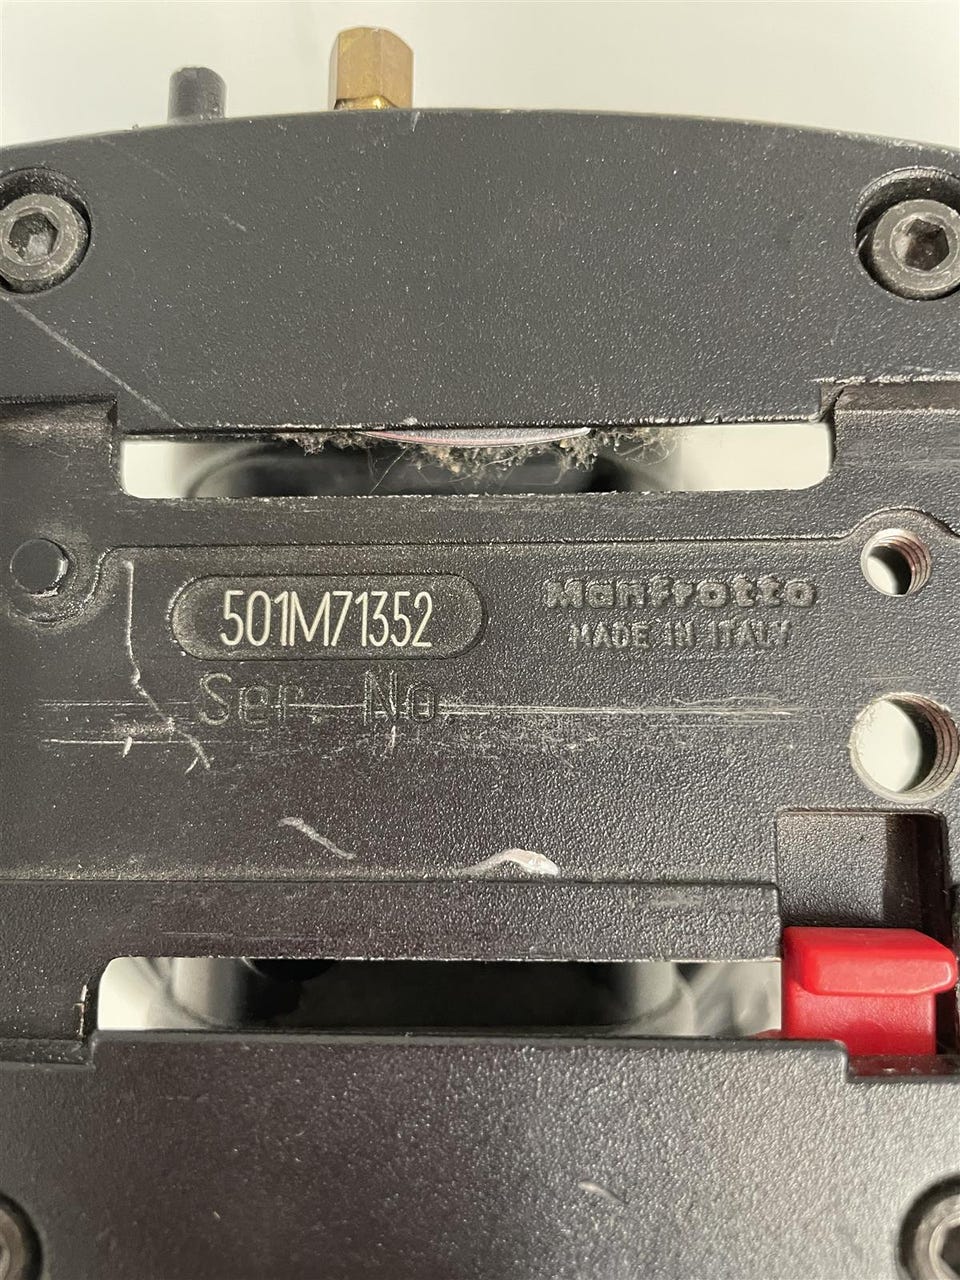 501M71352
Manfrotto
MADE IN ITALY
Ser. No.